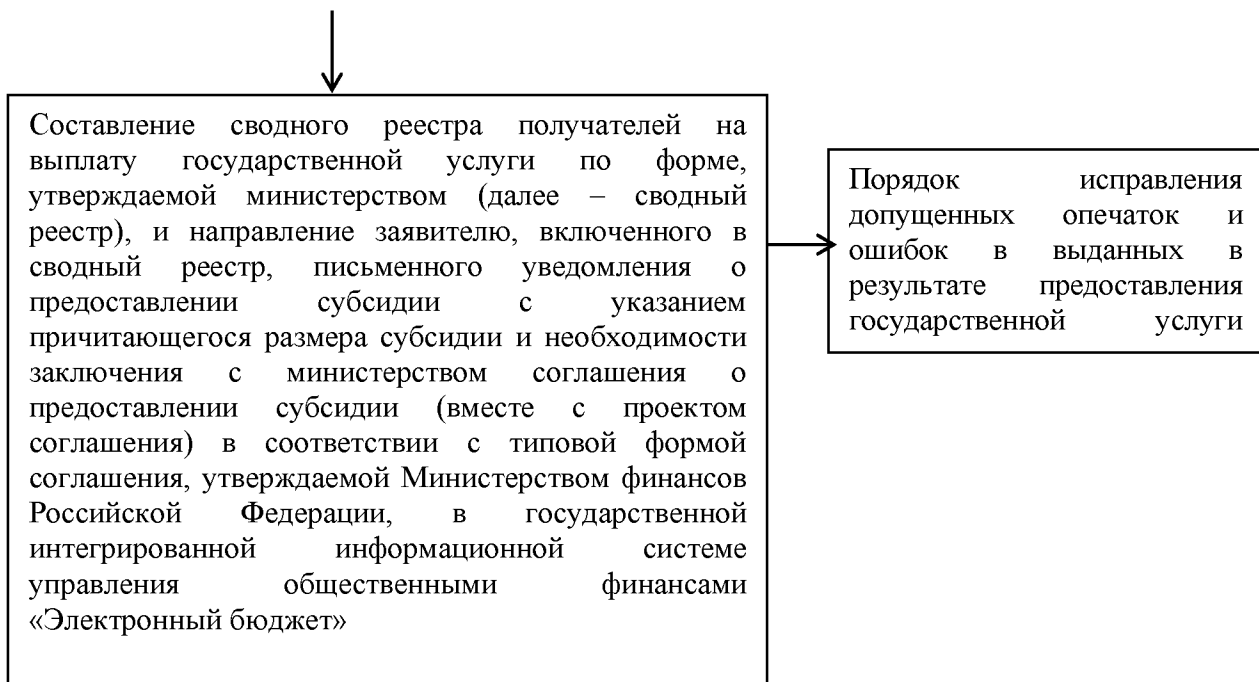 Составление сводного реестра получателей на
выплату государственной услуги по форме,
утверждаемой министерством (далее – сводный
реестр), и направление заявителю, включенного в
сводный реестр, письменного уведомления о
предоставлении субсидии с указанием
причитающегося размера субсидии и необходимости
заключения с министерством соглашения о
предоставлении субсидии (вместе с проектом
соглашения) в соответствии с типовой формой
соглашения, утверждаемой Министерством финансов
Российской Федерации, в государственной
интегрированной информационной системе
управления общественными финансами
«Электронный бюджет»
Порядок исправления
допущенных опечаток и
ошибок в выданных в
результате предоставления
государственной услуги